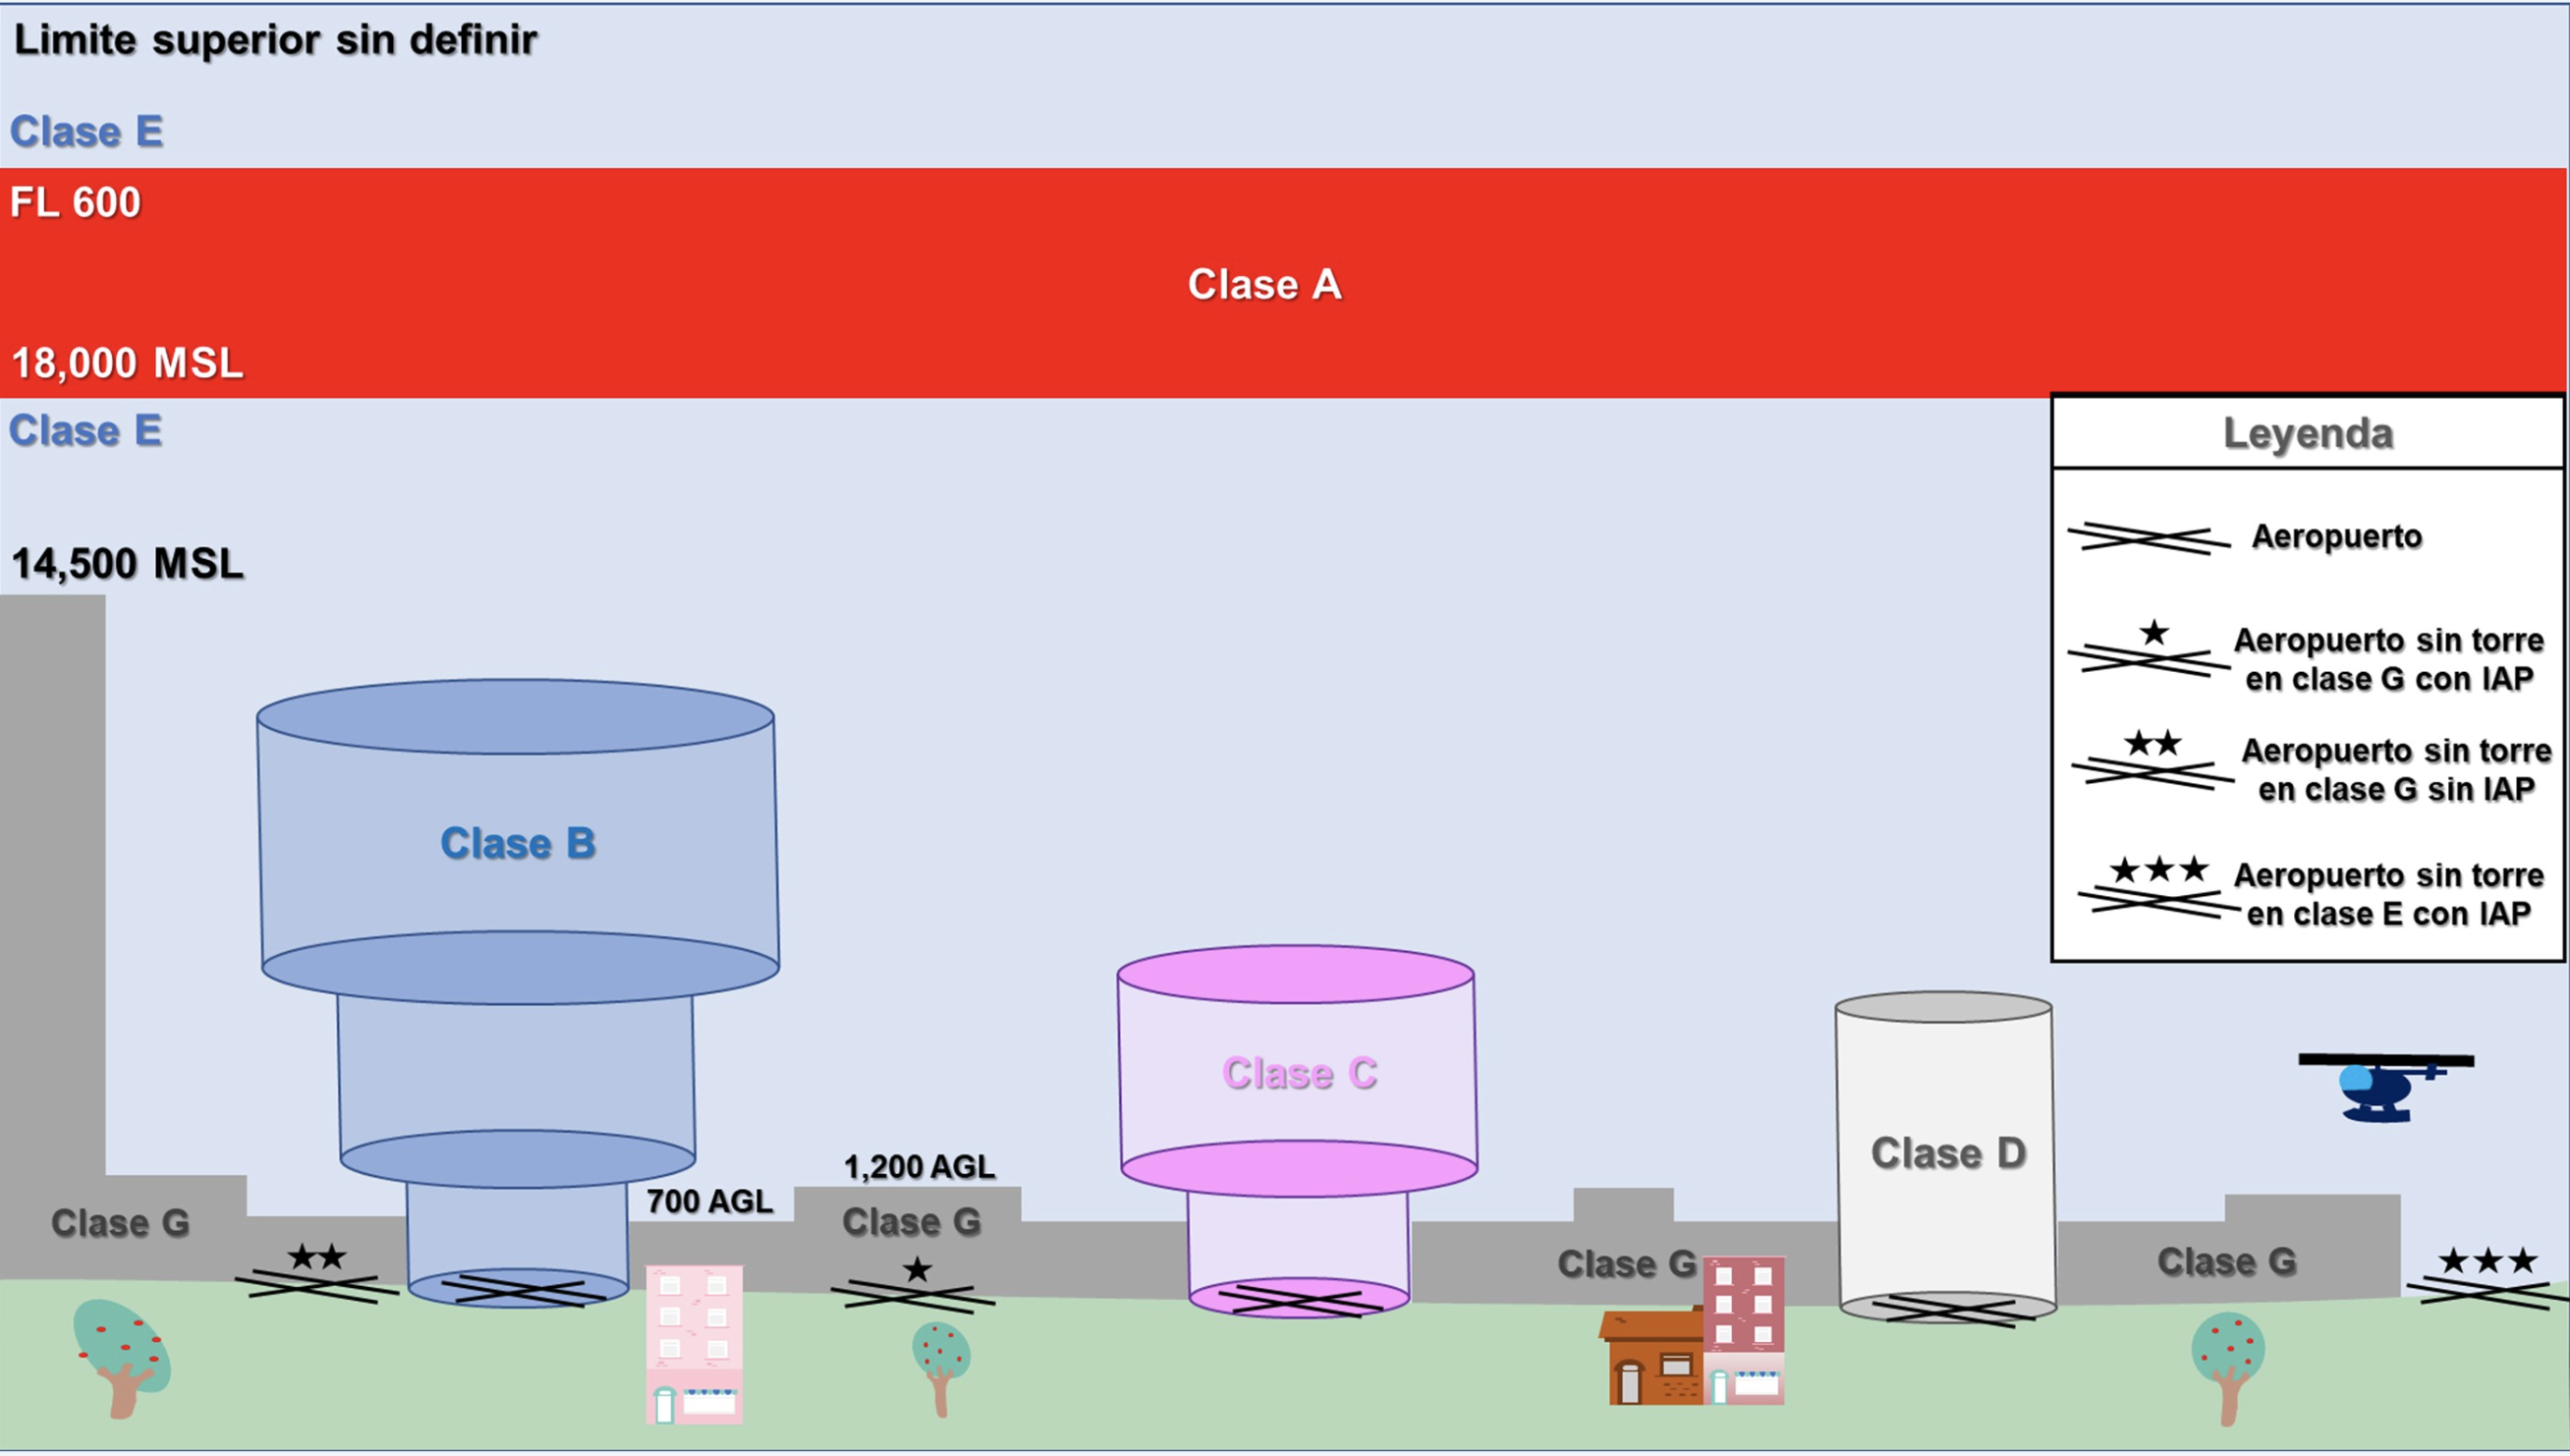 Limite superior sin definir
Clase E
FL 600
Clase A
18,000 MSL
Clase E
14,500 MSL
Leyenda
Aeropuerto
Aeropuerto sin torre
en clase G con IAP
Aeropuerto sin torre
en clase G sin IAP
Aeropuerto sin torre
en clase E con IAP
Clase B
Clase C
Clase D
1,200 AGL
700 AGL
Clase G
Clase G
Clase G
Clase G